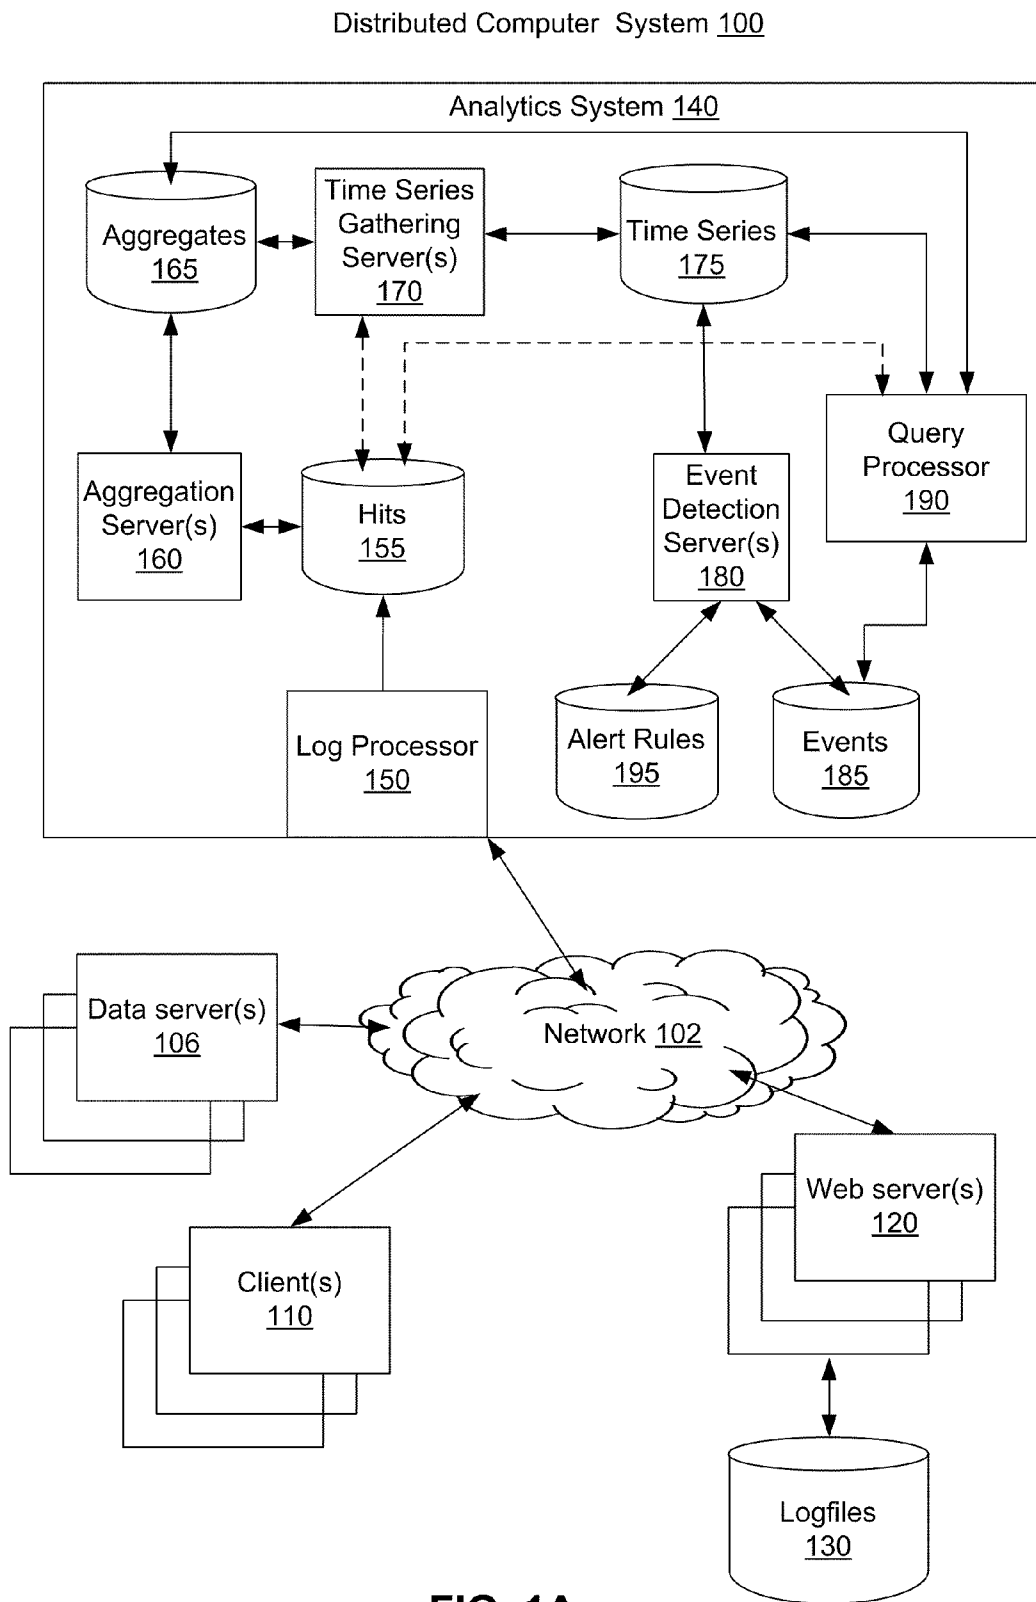 Distributed Computer System 100
Analytics System 140
Aggregates
165
Time Series
Gathering
Server(s)
170
Time Series
175
Query
Processor
190
Aggregation
Server(s)
160
Hits
155
Event
Detection
Server(s)
180
Log Processor
150
Alert Rules
195
Events
185
Data server(s)
106
Network 102
Web server(s)
120
Client(s)
110
Logfiles
130
FIG. 1A